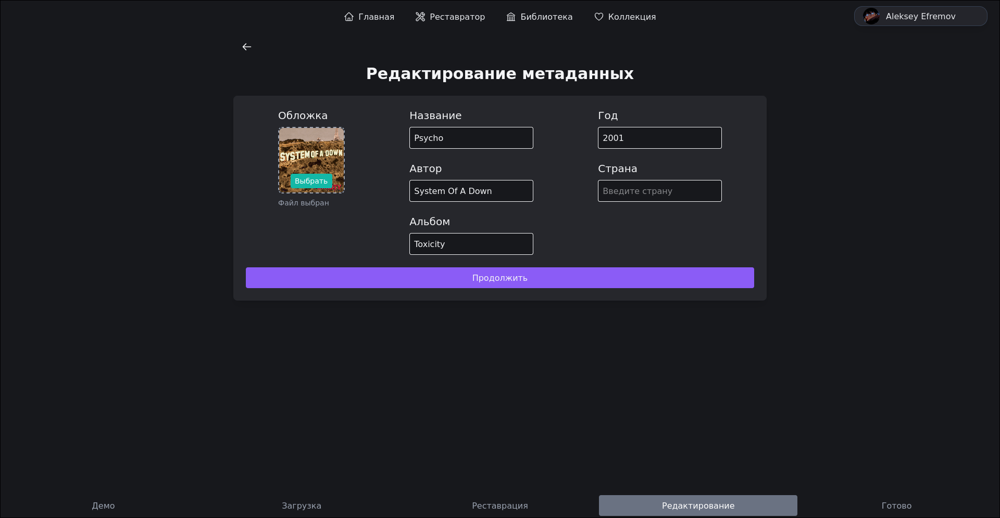 Главная
Реставратор
Библиотека
Коллекция
Aleksey Efremov
Редактирование метаданных
Обложка
SYSTEM OF A DOWN
Выбрать
Файл выбран
Название
Psycho
Автор
System Of A Down
Альбом
Toxicity
Год
2001
Страна
Введите страну
Продолжить
Демо
Загрузка
Реставрация
Редактирование
Готово